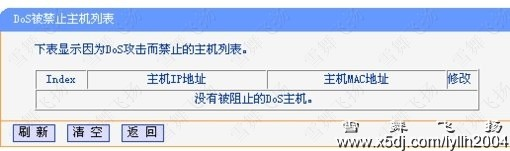 DoS被禁止主机列表
下表显示因为DoS攻击而禁止的主机列表。
Index 主机IP地址 主机MAC地址 修改
没有被阻止的DoS主机。
刷 新 清 空 返 回
雪 舞 飞 扬
www.x5dj.com/lyllh2004